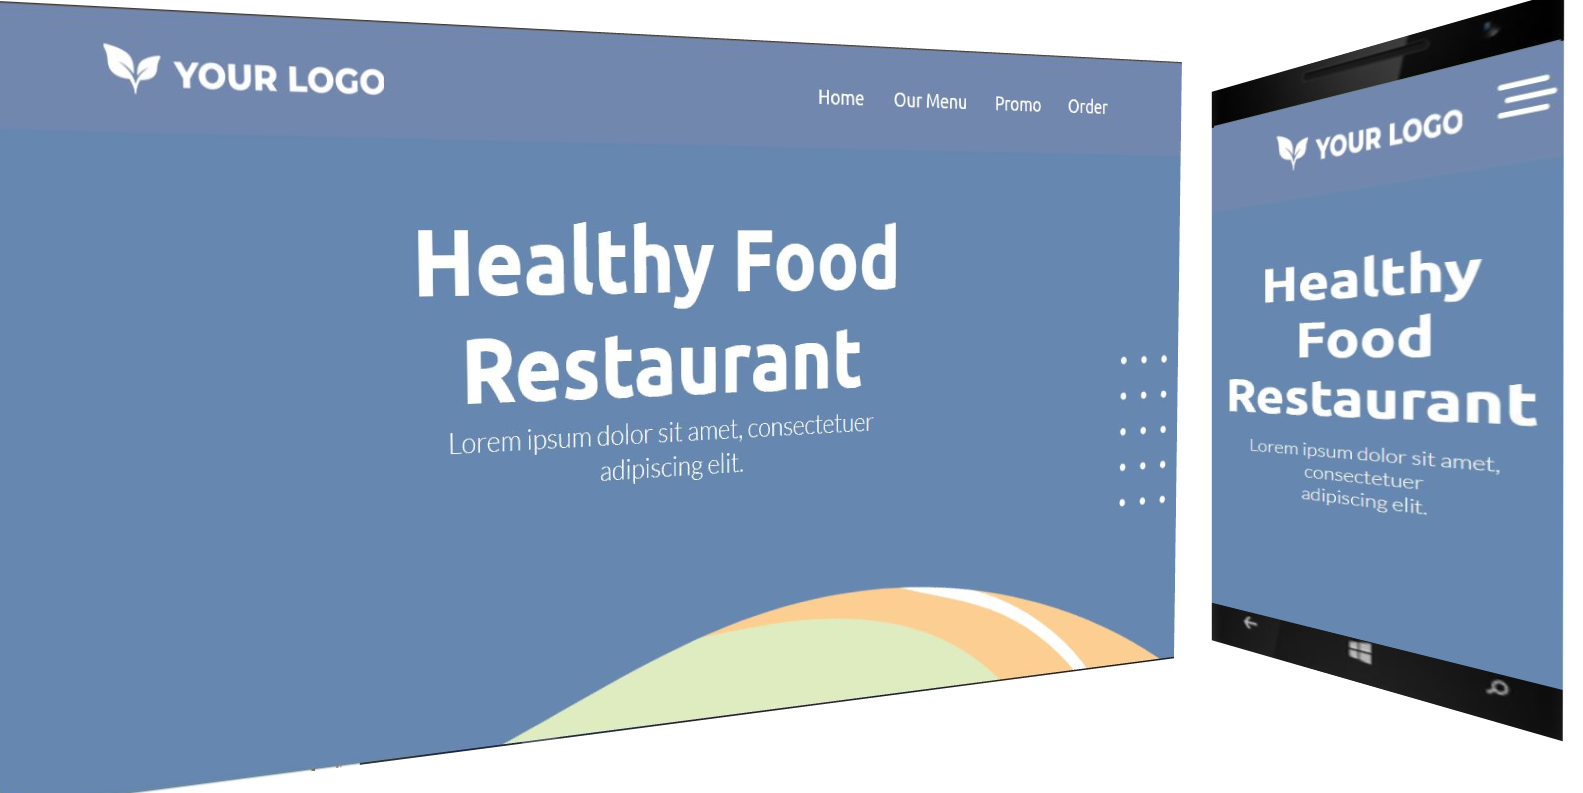 YOUR LOGO
Home Our Menu Promo Order
Healthy Food
Restaurant
Lorem ipsum dolor sit amet, consectetuer
adipiscing elit.
YOUR LOGO
Healthy
Food
Restaurant
Lorem ipsum dolor sit amet,
consectetuer
adipiscing elit.